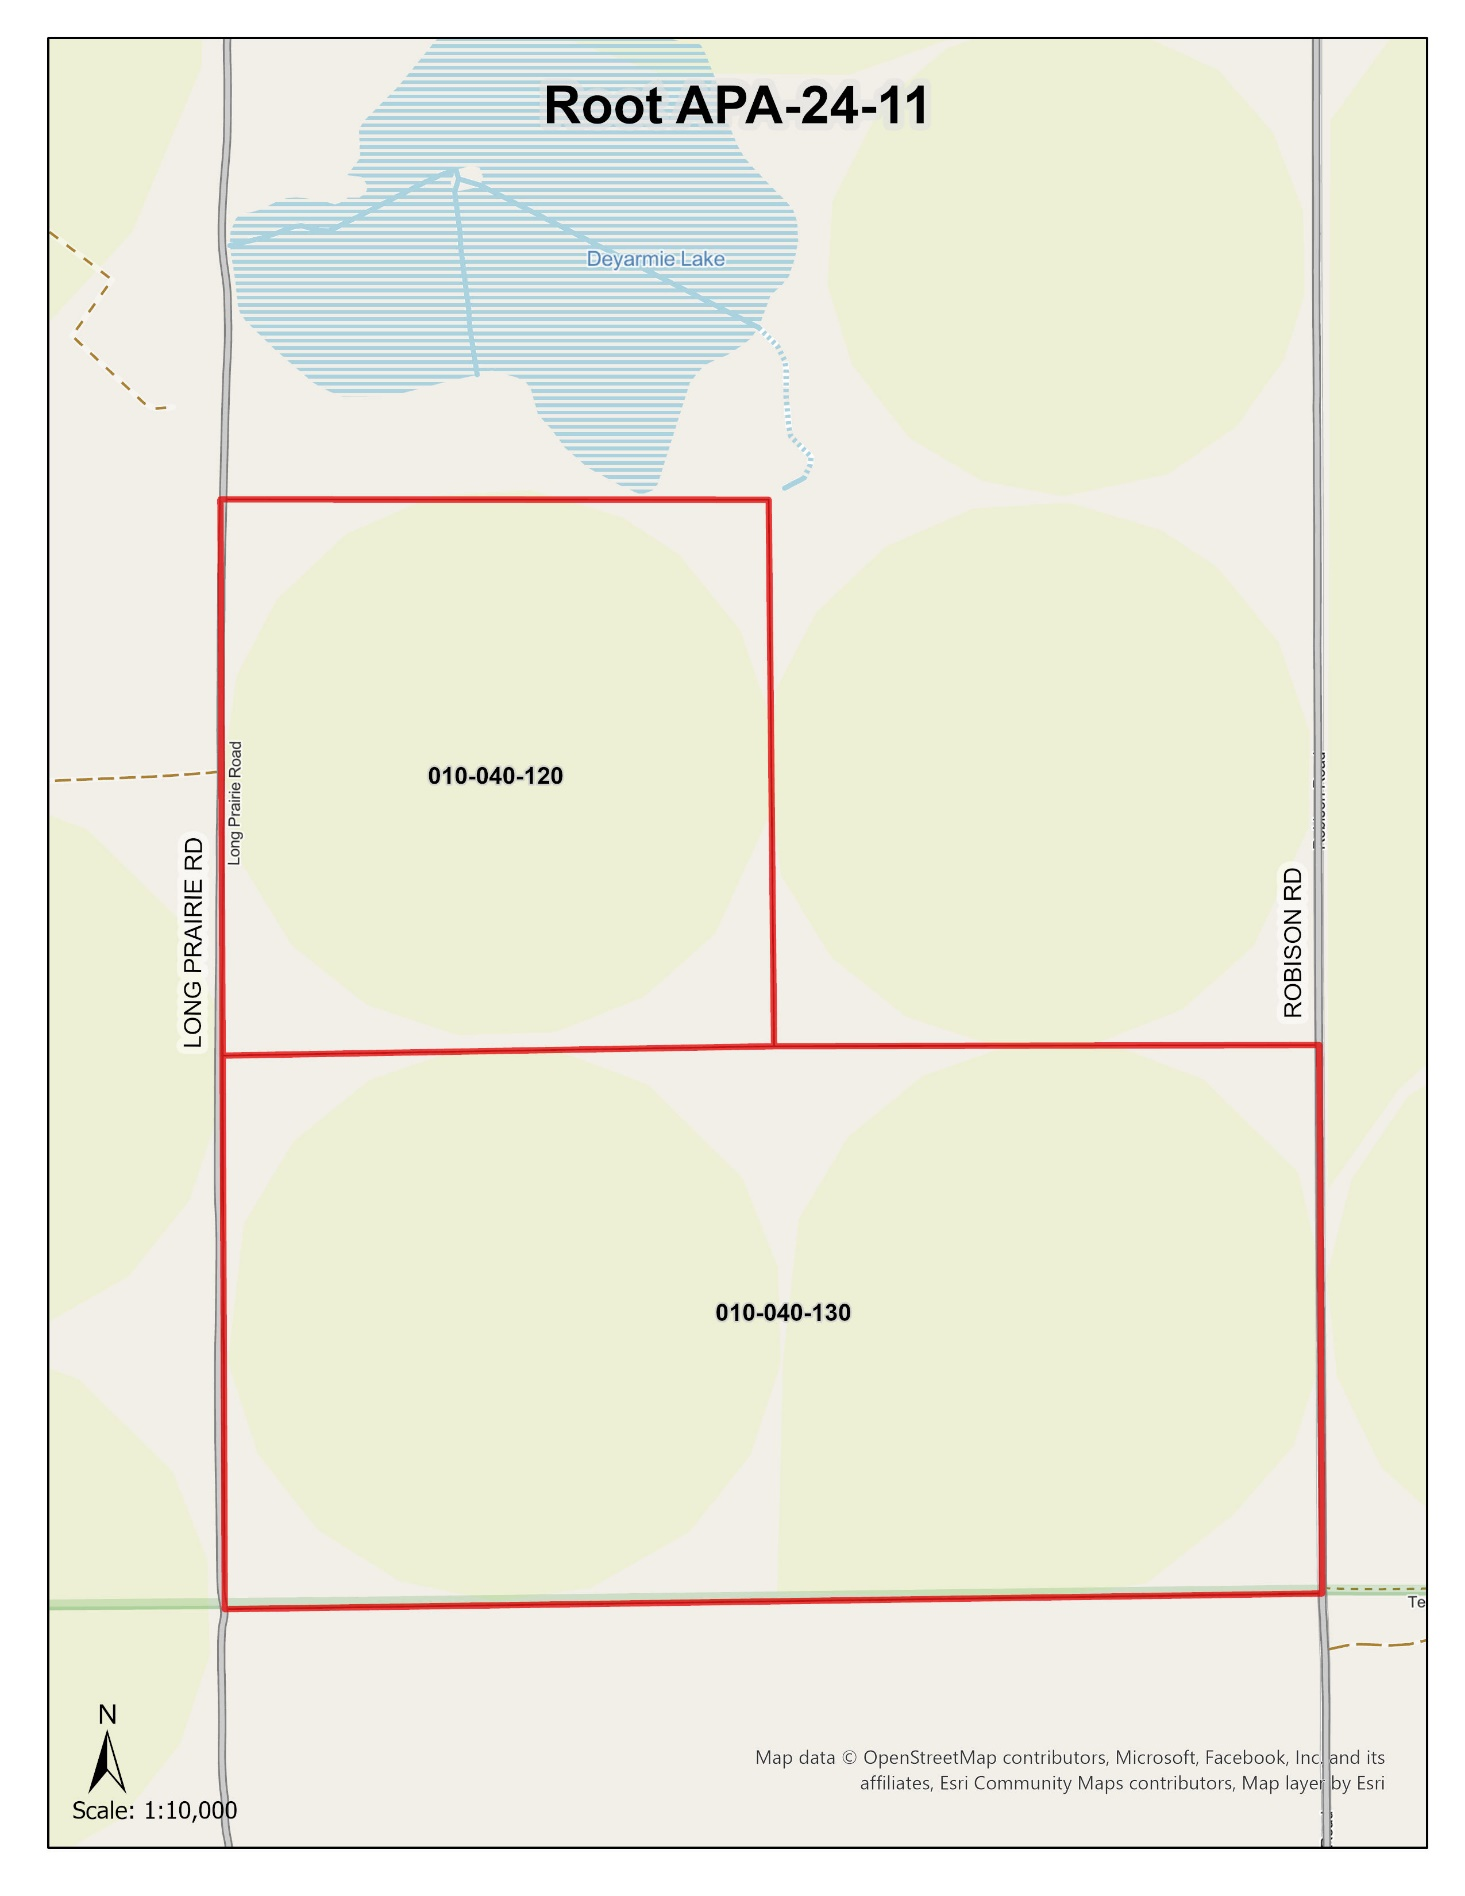 Root APA-24-11
Deyarmie Lake
010-040-120
Long Prairie Road
LONG PRAIRIE RD
ROBISON RD
010-040-130
Te
N
Scale: 1:10,000
Map data © OpenStreetMap contributors, Microsoft, Facebook, Inc. and its
affiliates, Esri Community Maps contributors, Map layer by Esri